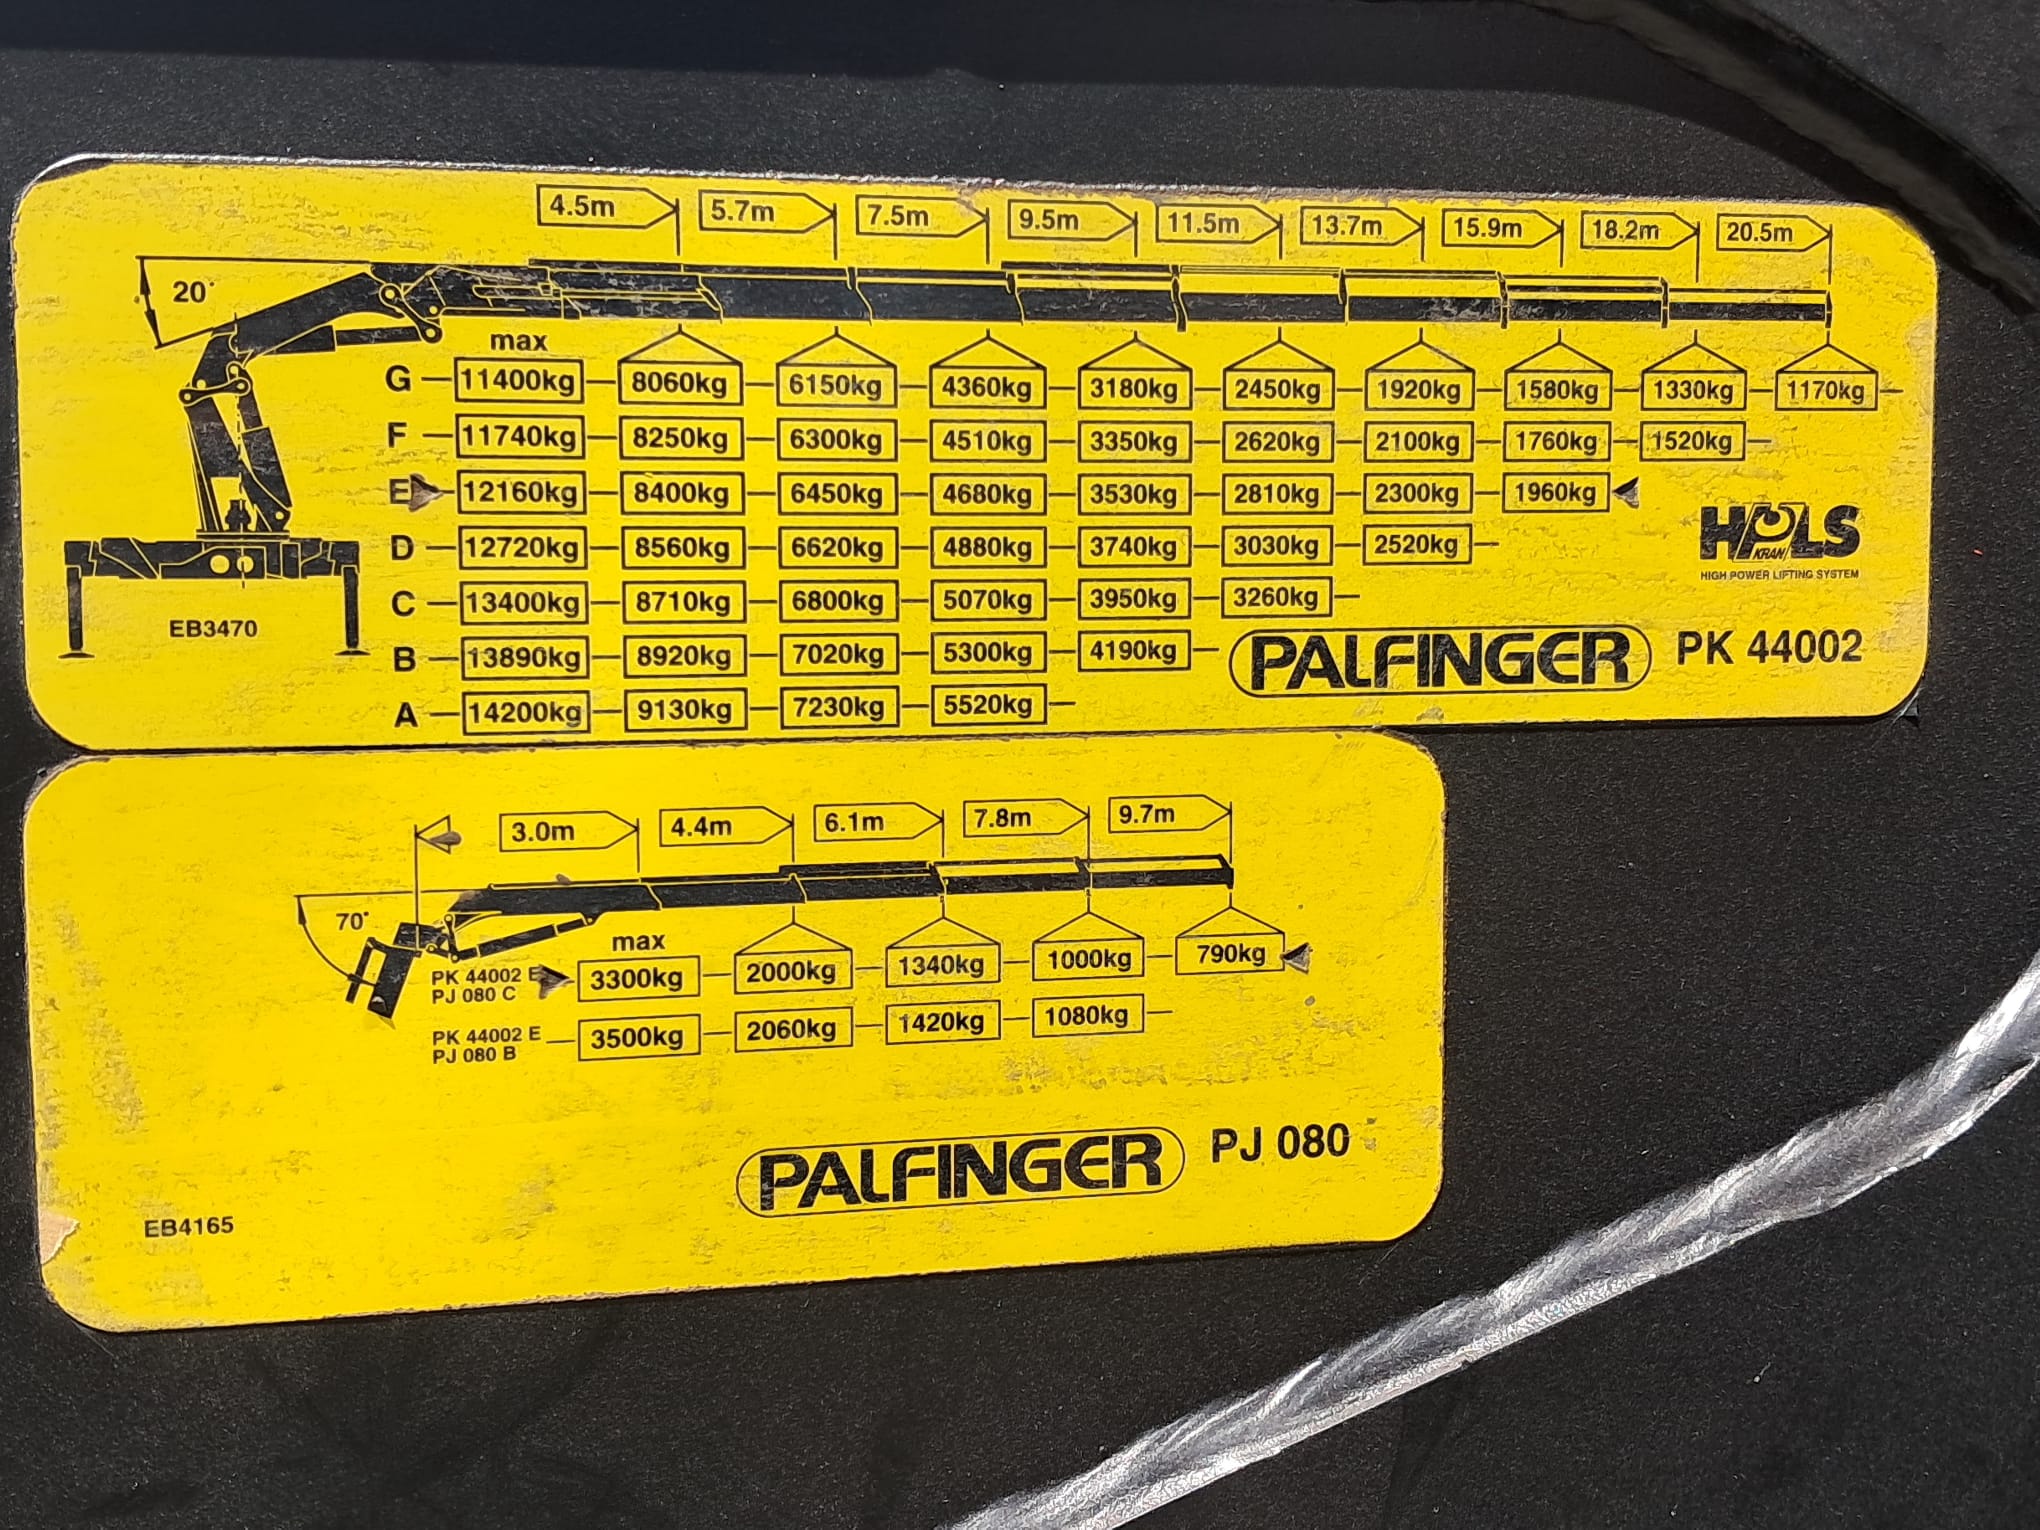 4.5m 5.7m 7.5m 9.5m 11.5m 13.7m 15.9m 18.2m 20.5m
20°
max
G 11400kg 8060kg 6150kg 4360kg 3180kg 2450kg 1920kg 1580kg 1330kg 1170kg
F 11740kg 8250kg 6300kg 4510kg 3350kg 2620kg 2100kg 1760kg 1520kg
E 12160kg 8400kg 6450kg 4680kg 3530kg 2810kg 2300kg 1960kg
D 12720kg 8560kg 6620kg 4880kg 3740kg 3030kg 2520kg
C 13400kg 8710kg 6800kg 5070kg 3950kg 3260kg
B 13890kg 8920kg 7020kg 5300kg 4190kg
A 14200kg 9130kg 7230kg 5520kg
EB3470
HPLS
KRAN
HIGH POWER LIFTING SYSTEM
PALFINGER PK 44002
3.0m 4.4m 6.1m 7.8m 9.7m
70°
max
PK 44002 E 3300kg 2000kg 1340kg 1000kg 790kg
PJ 080 C
PK 44002 E 3500kg 2060kg 1420kg 1080kg
PJ 080 B
PALFINGER PJ 080
EB4165